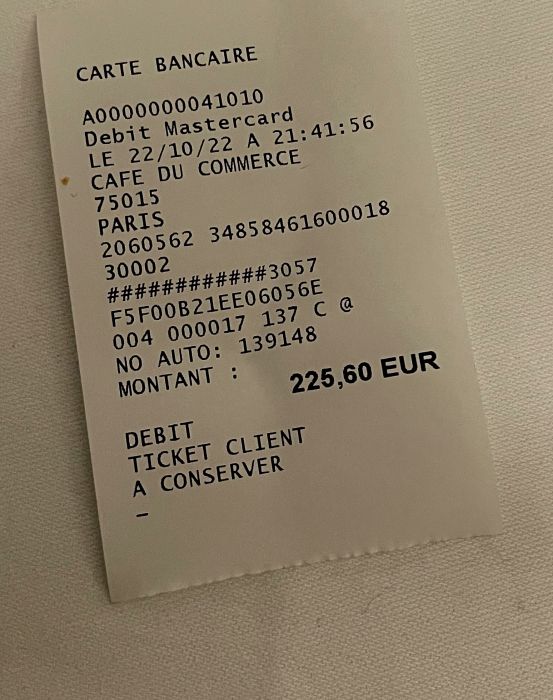 CARTE BANCAIRE
A0000000041010
Debit Mastercard
LE 22/10/22 A 21:41:56
CAFE DU COMMERCE
75015
PARIS
2060562 34858461600018
30002
############3057
F5F00B21EE06056E
004 000017 137 C @
NO AUTO: 139148
MONTANT :
225,60 EUR
DEBIT
TICKET CLIENT
A CONSERVER
_